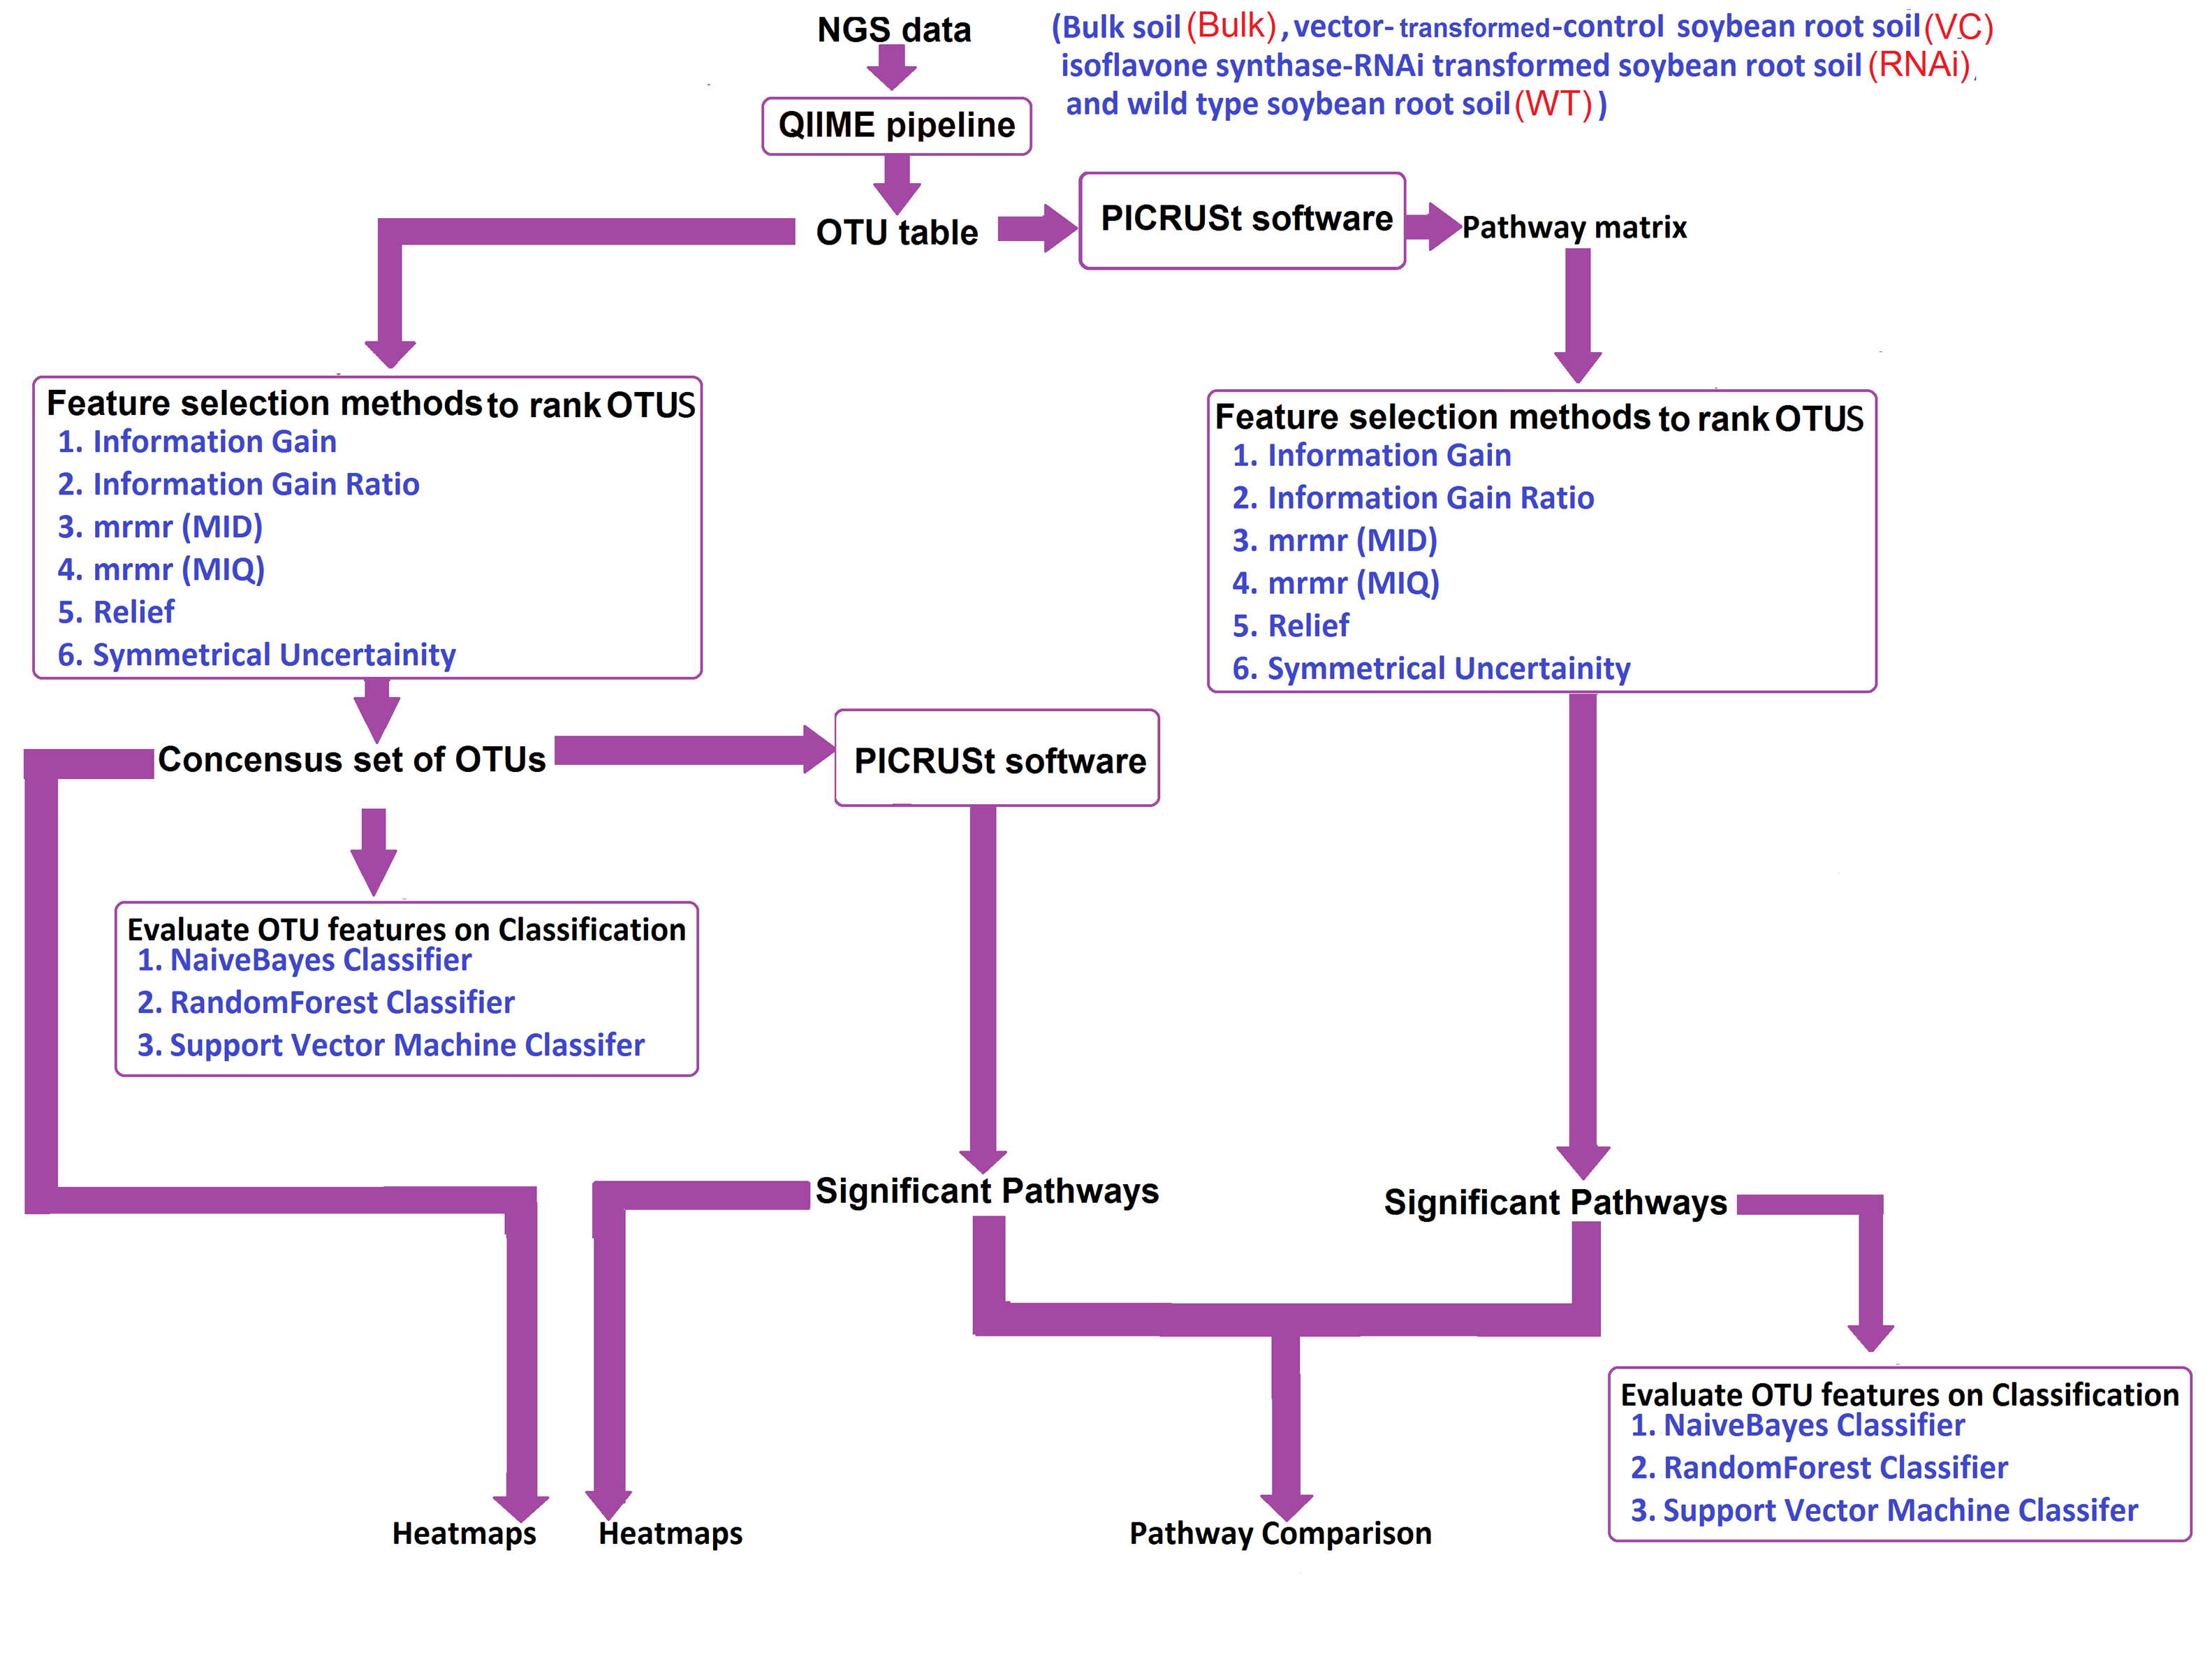 NGS data
(Bulk soil (Bulk), vector-transformed-control soybean root soil (VC)
isoflavone synthase-RNAi transformed soybean root soil (RNAi),
and wild type soybean root soil (WT) )
QIIME pipeline
OTU table
PICRUSt software
Pathway matrix
Feature selection methods to rank OTUS
1. Information Gain
2. Information Gain Ratio
3. mrmr (MID)
4. mrmr (MIQ)
5. Relief
6. Symmetrical Uncertainity
Feature selection methods to rank OTUS
1. Information Gain
2. Information Gain Ratio
3. mrmr (MID)
4. mrmr (MIQ)
5. Relief
6. Symmetrical Uncertainity
Concensus set of OTUs
PICRUSt software
Evaluate OTU features on Classification
1. NaiveBayes Classifier
2. RandomForest Classifier
3. Support Vector Machine Classifer
Significant Pathways
Significant Pathways
Evaluate OTU features on Classification
1. NaiveBayes Classifier
2. RandomForest Classifier
3. Support Vector Machine Classifer
Heatmaps
Heatmaps
Pathway Comparison